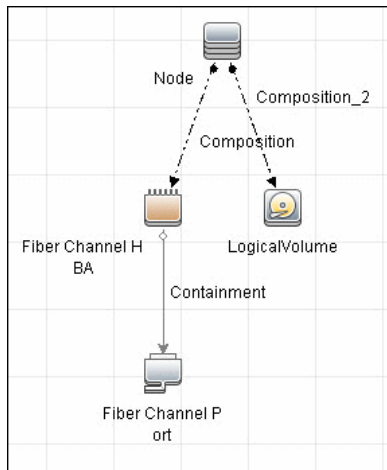 Node
Composition_2
Composition
Fiber Channel H
BA
LogicalVolume
Containment
Fiber Channel P
ort